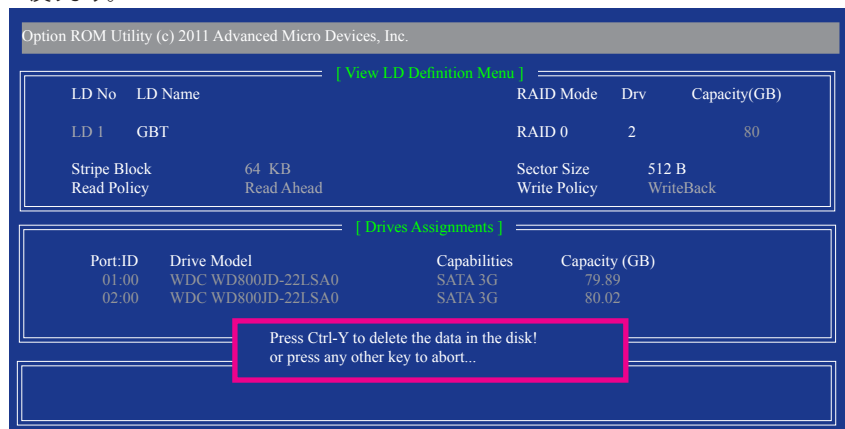 Option ROM Utility (c) 2011 Advanced Micro Devices, Inc.
[ View LD Definition Menu ]
LD No LD Name RAID Mode Drv Capacity(GB)
LD 1 GBT RAID 0 2 80
Stripe Block 64 KB Sector Size 512 B
Read Policy Read Ahead Write Policy WriteBack
[ Drives Assignments ]
Port:ID Drive Model Capabilities Capacity (GB)
01:00 WDC WD800JD-22LSA0 SATA 3G 79.89
02:00 WDC WD800JD-22LSA0 SATA 3G 80.02
Press Ctrl-Y to delete the data in the disk!
or press any other key to abort...